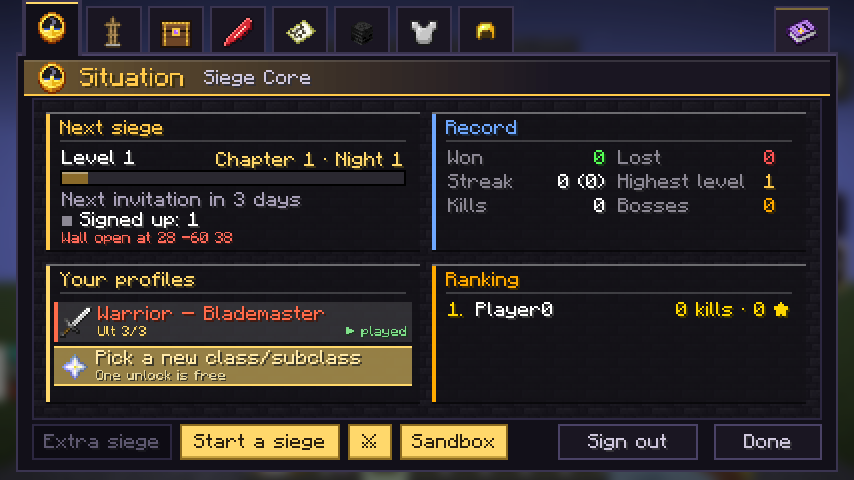 Situation Siege Core
Next siege
Level 1 Chapter 1 · Night 1
Next invitation in 3 days
Signed up: 1
Wall open at 28 -60 38
Record
Won 0 Lost 0
Streak 0 (0) Highest level 1
Kills 0 Bosses 0
Your profiles
Warrior – Blademaster
Ult 3/3 ▶ played
Pick a new class/subclass
One unlock is free
Ranking
1. Player0 0 kills · 0 ★
Extra siege Start a siege Sandbox Sign out Done